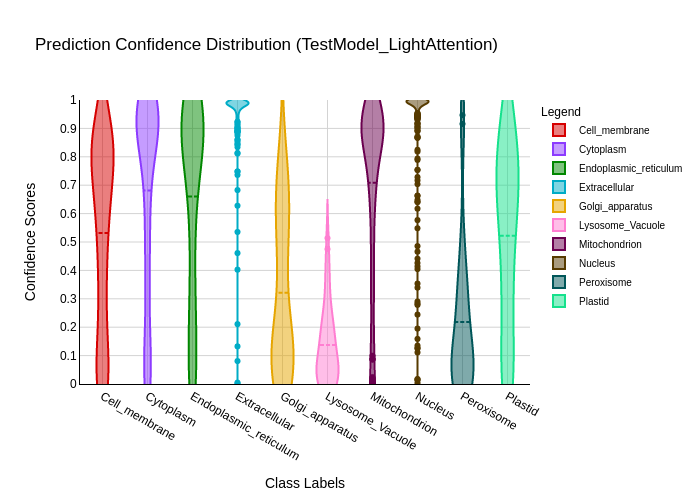 Prediction Confidence Distribution (TestModel_LightAttention)
Legend
Cell_membrane
Cytoplasm
Endoplasmic_reticulum
Extracellular
Golgi_apparatus
Lysosome_Vacuole
Mitochondrion
Nucleus
Peroxisome
Plastid
Confidence Scores
1
0.9
0.8
0.7
0.6
0.5
0.4
0.3
0.2
0.1
0
Cell_membrane
Cytoplasm
Endoplasmic_reticulum
Extracellular
Golgi_apparatus
Lysosome_Vacuole
Mitochondrion
Nucleus
Peroxisome
Plastid
Class Labels